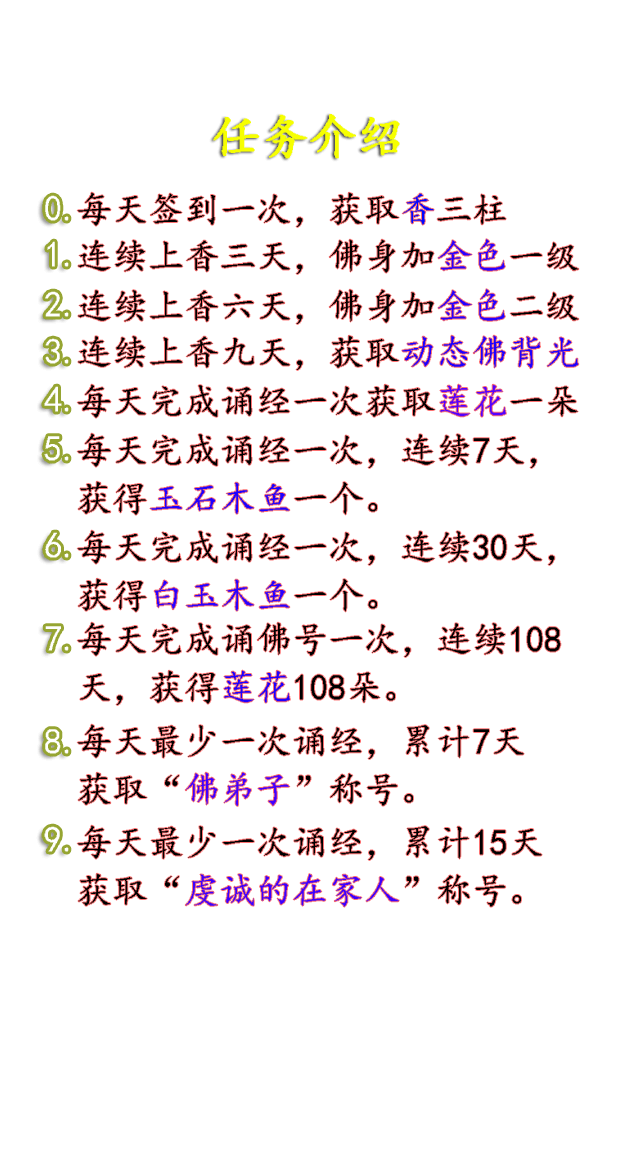 任务介绍
0.每天签到一次，获取香三柱
1.连续上香三天，佛身加金色一级
2.连续上香六天，佛身加金色二级
3.连续上香九天，获取动态佛背光
4.每天完成诵经一次获取莲花一朵
5.每天完成诵经一次，连续7天，
获得玉石木鱼一个。
6.每天完成诵经一次，连续30天，
获得白玉木鱼一个。
7.每天完成诵佛号一次，连续108
天，获得莲花108朵。
8.每天最少一次诵经，累计7天
获取“佛弟子”称号。
9.每天最少一次诵经，累计15天
获取“虔诚的在家人”称号。